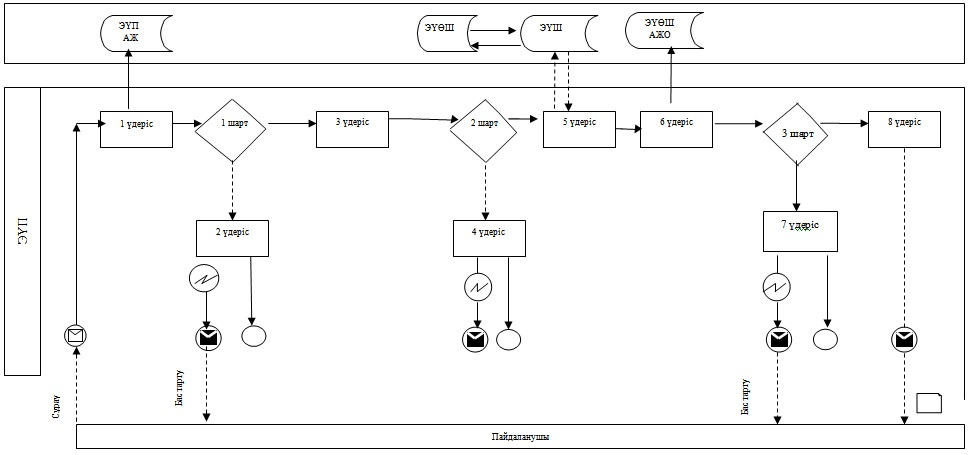 ЭҮП
АЖ
ЭҮӨШ
ЭҮШ
ЭҮӨШ
АЖО
ЭҮП
1 үдеріс
1 шарт
3 үдеріс
2 шарт
5 үдеріс
6 үдеріс
3 шарт
8 үдеріс
2 үдеріс
4 үдеріс
7 үдеріс
Сұрау
Бас тарту
Бас тарту
Пайдаланушы